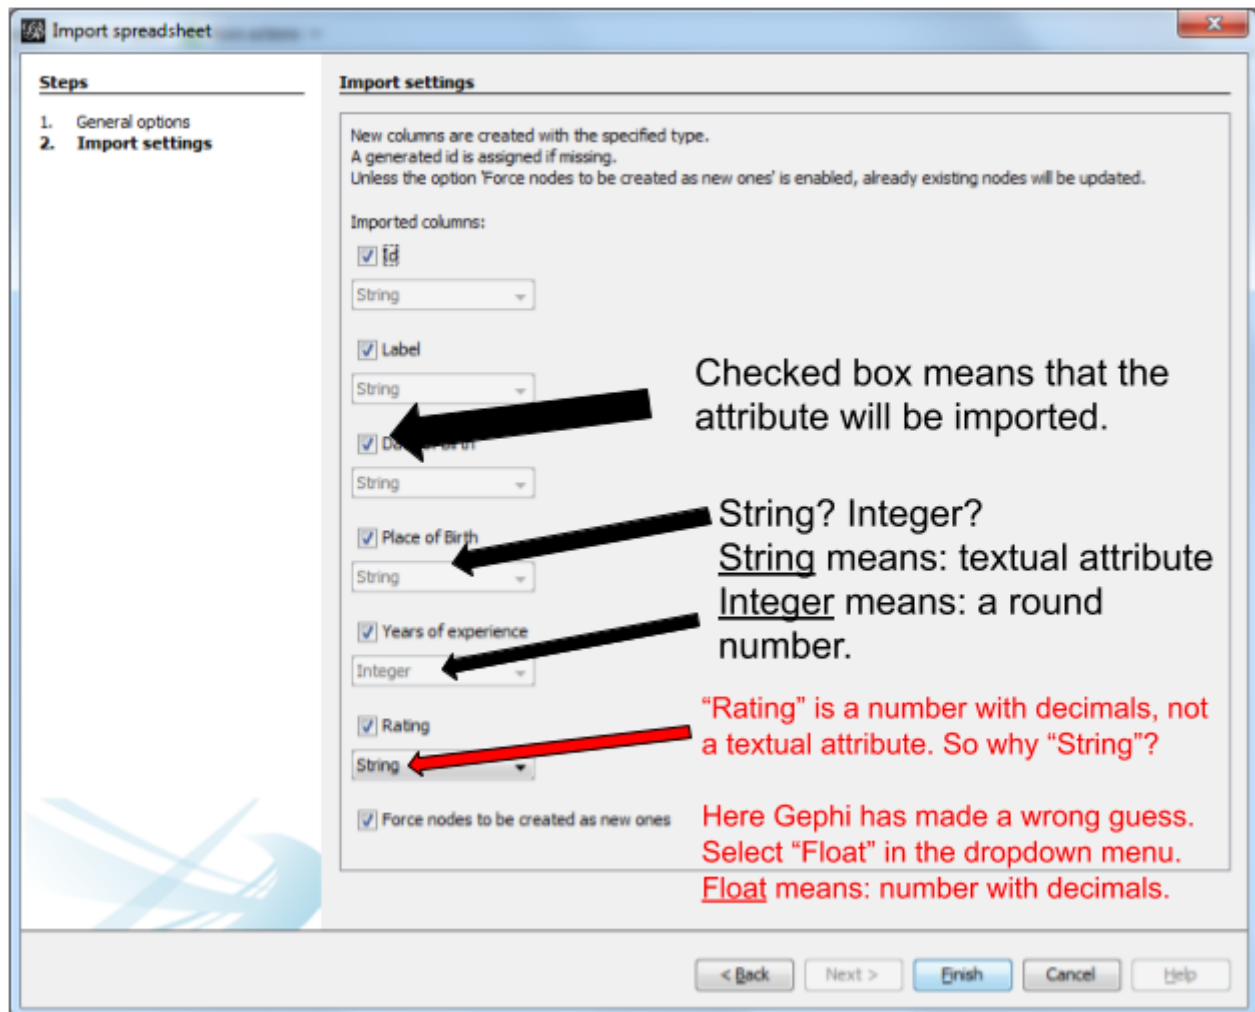 Import spreadsheet
Steps
1. General options
2. Import settings
Import settings
New columns are created with the specified type.
A generated id is assigned if missing.
Unless the option 'Force nodes to be created as new ones' is enabled, already existing nodes will be updated.
Imported columns:
Id
String
Label
String
Checked box means that the
attribute will be imported.
String
Place of Birth
String
String? Integer?
String means: textual attribute
Integer means: a round
number.
Years of experience
Integer
Rating
String
“Rating” is a number with decimals, not
a textual attribute. So why “String”?
Force nodes to be created as new ones
Here Gephi has made a wrong guess.
Select “Float” in the dropdown menu.
Float means: number with decimals.
< Back
Next >
Finish
Cancel
Help